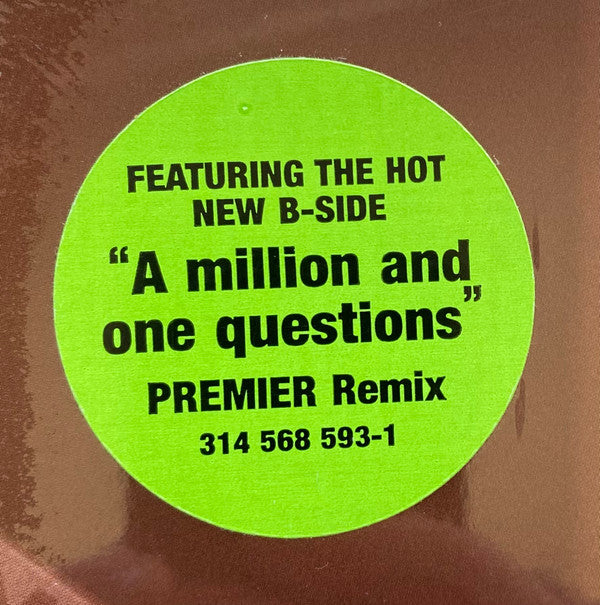 FEATURING THE HOT
NEW B-SIDE
“A million and
one questions”
PREMIER Remix
314 568 593-1